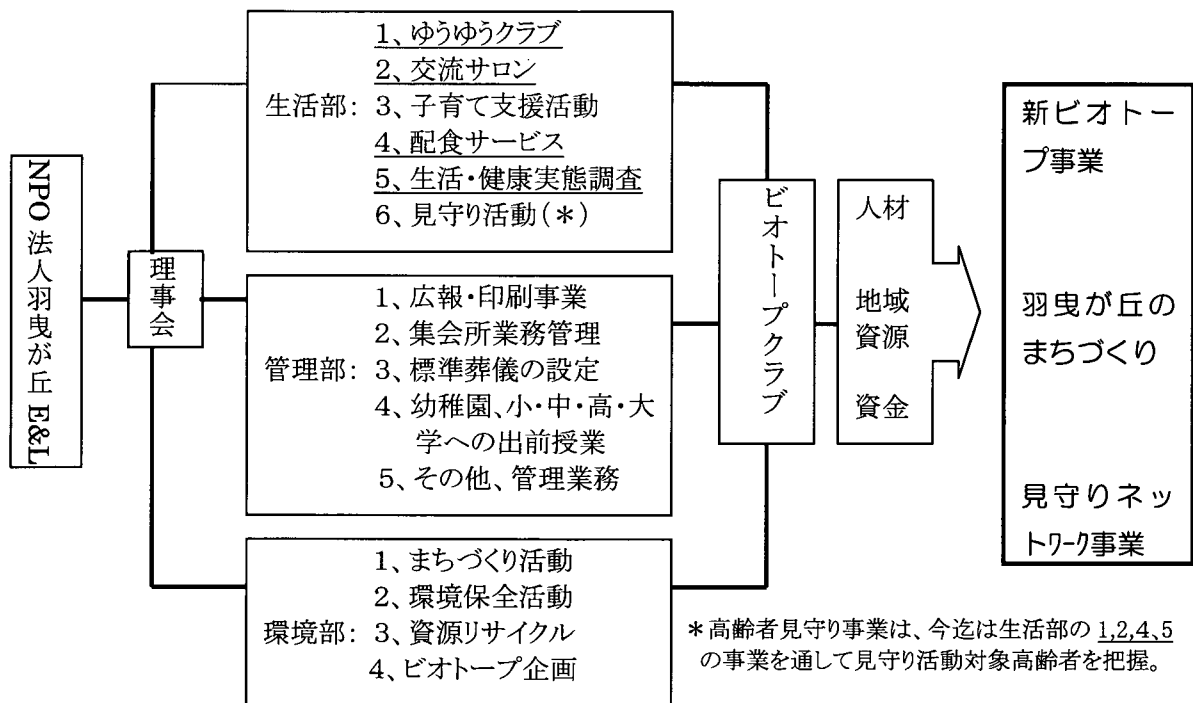 NPO法人羽曳が丘 E&L
理事会
1、ゆうゆうクラブ
2、交流サロン
生活部: 3、子育て支援活動
4、配食サービス
5、生活・健康実態調査
6、見守り活動(*)
1、広報・印刷事業
2、集会所業務管理
管理部: 3、標準葬儀の設定
4、幼稚園、小・中・高・大
学への出前授業
5、その他、管理業務
1、まちづくり活動
2、環境保全活動
環境部: 3、資源リサイクル
4、ビオトープ企画
ビオトープクラブ
人材
地域
資源
資金
新ビオトー
プ事業
羽曳が丘の
まちづくり
見守りネッ
トワーク事業
*高齢者見守り事業は、今迄は生活部の 1,2,4、5
の事業を通して見守り活動対象高齢者を把握。